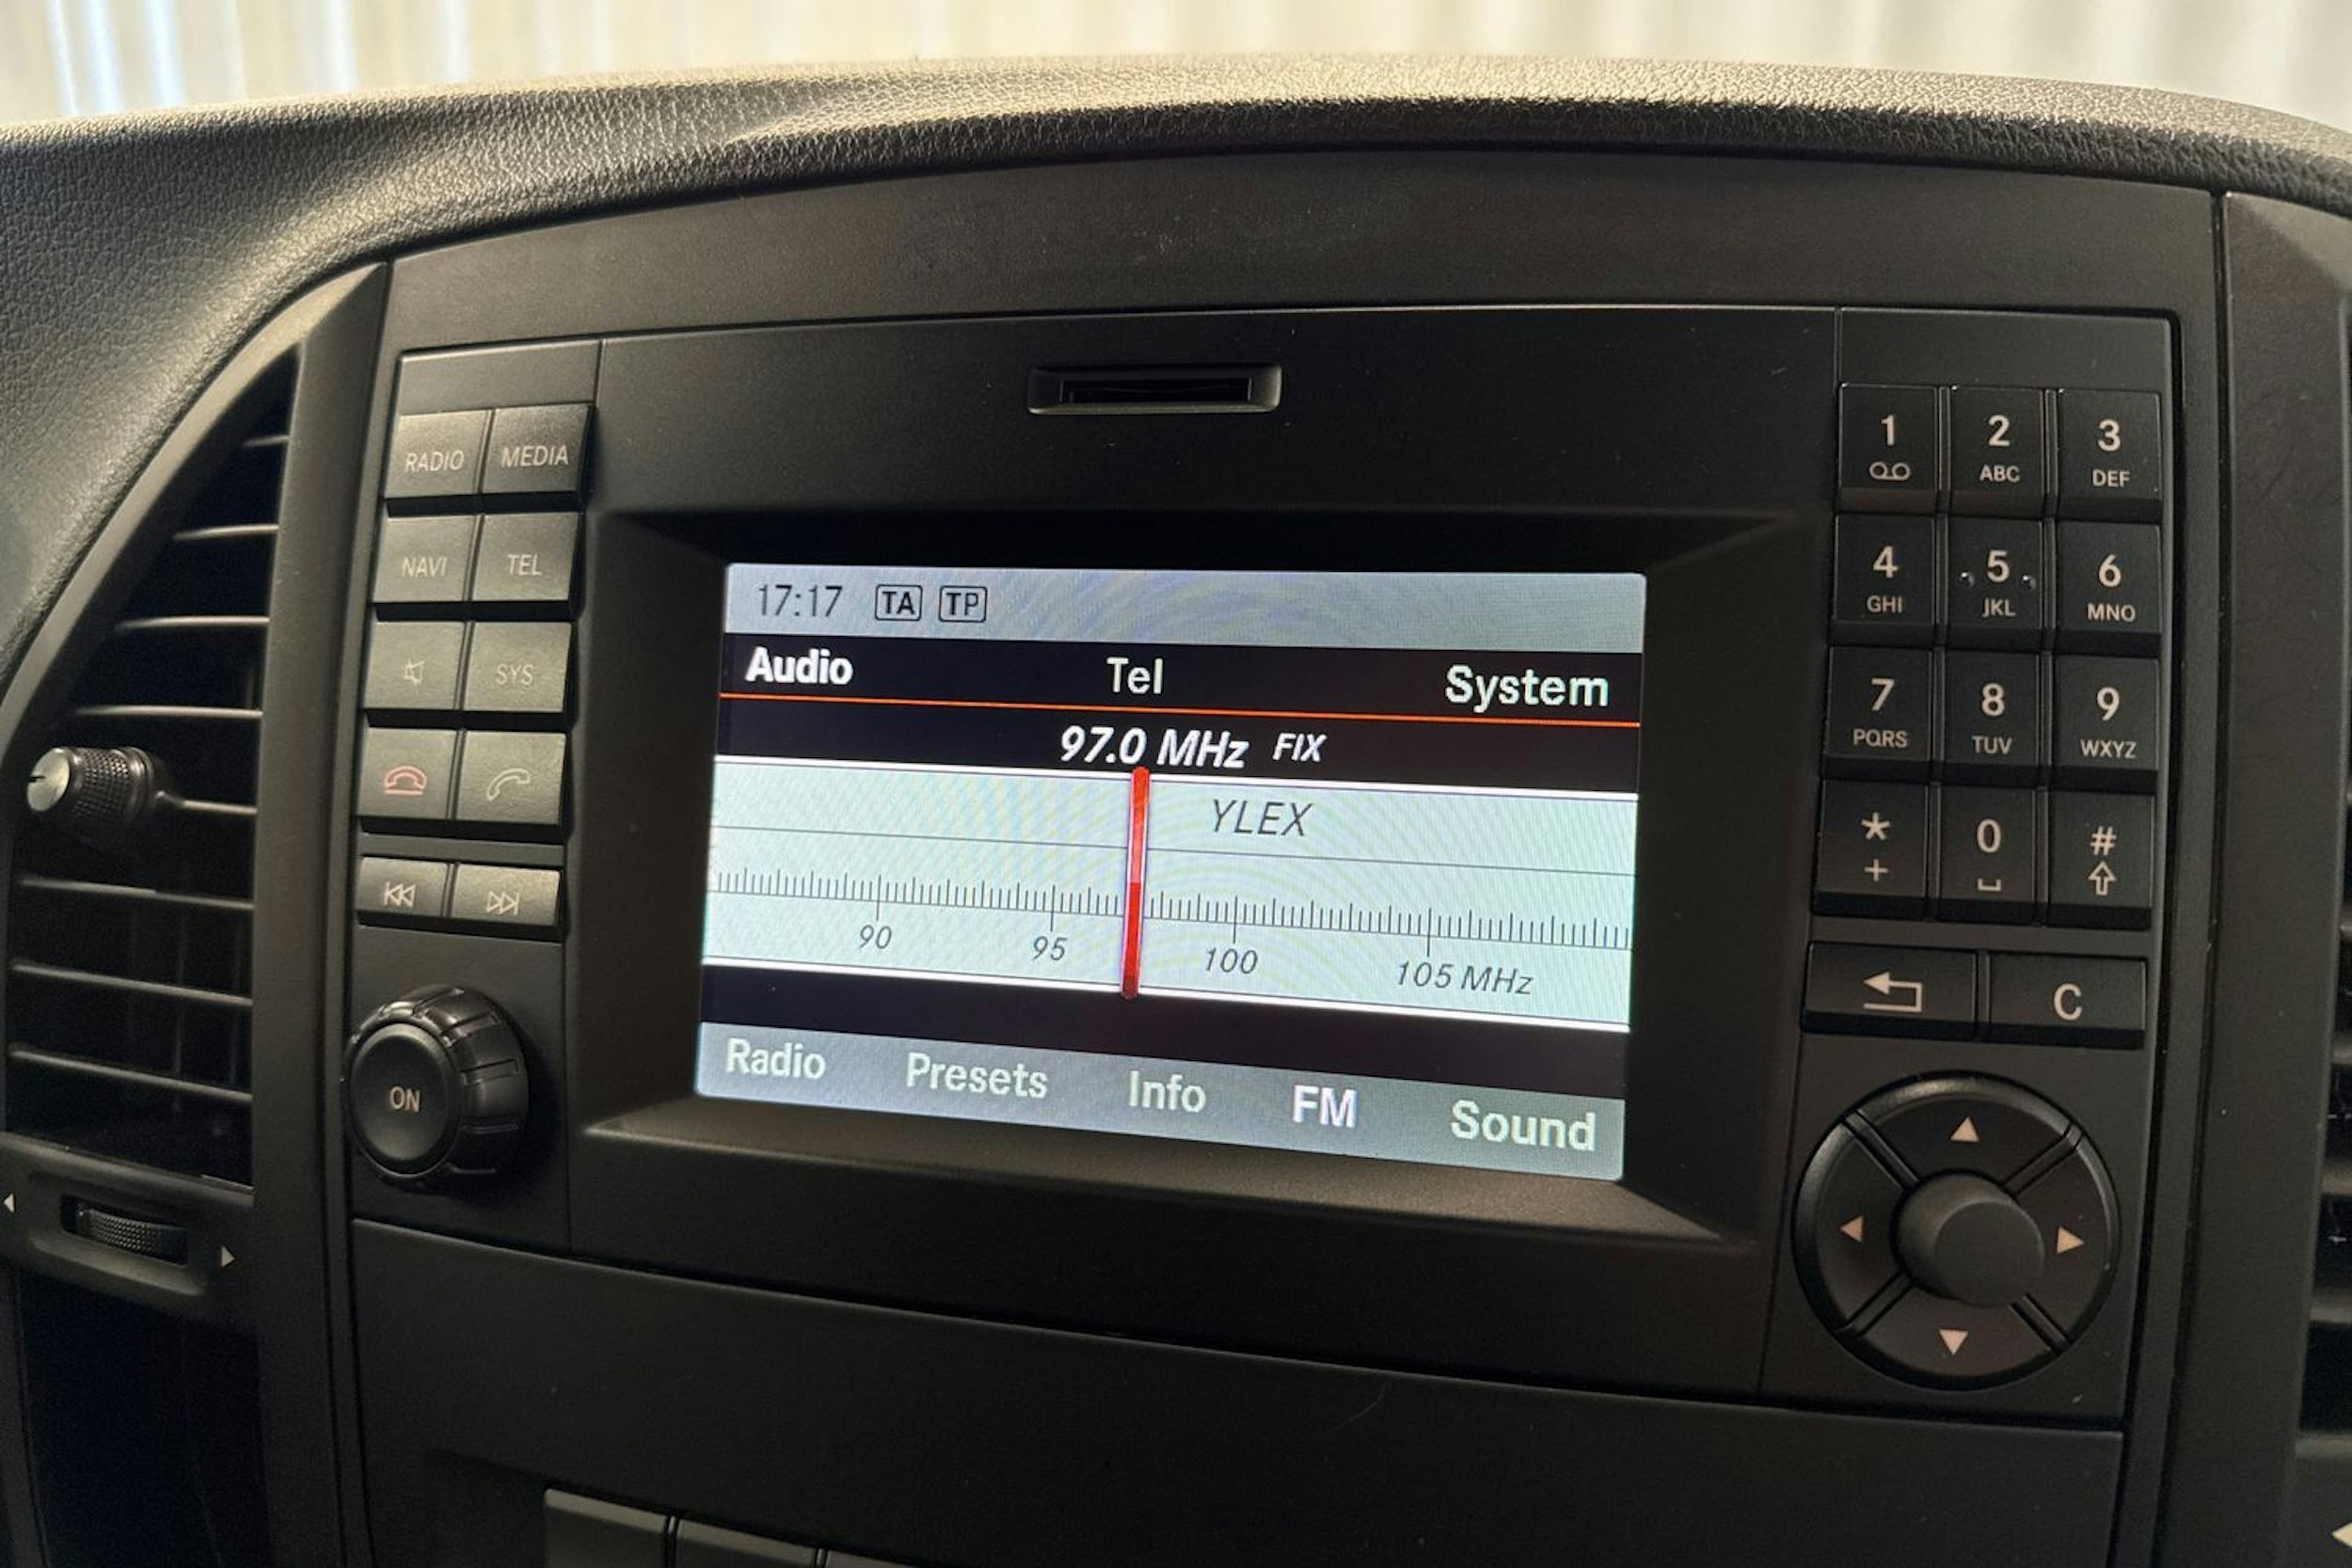 RADIO MEDIA
NAVI TEL
SYS
ON
17:17 TA TP
Audio Tel System
97.0 MHz FIX
YLEX
90 95 100 105 MHz
Radio Presets Info FM Sound
1 2 3
ABC DEF
4 5 6
GHI JKL MNO
7 8 9
PQRS TUV WXYZ
* 0 #
+
C